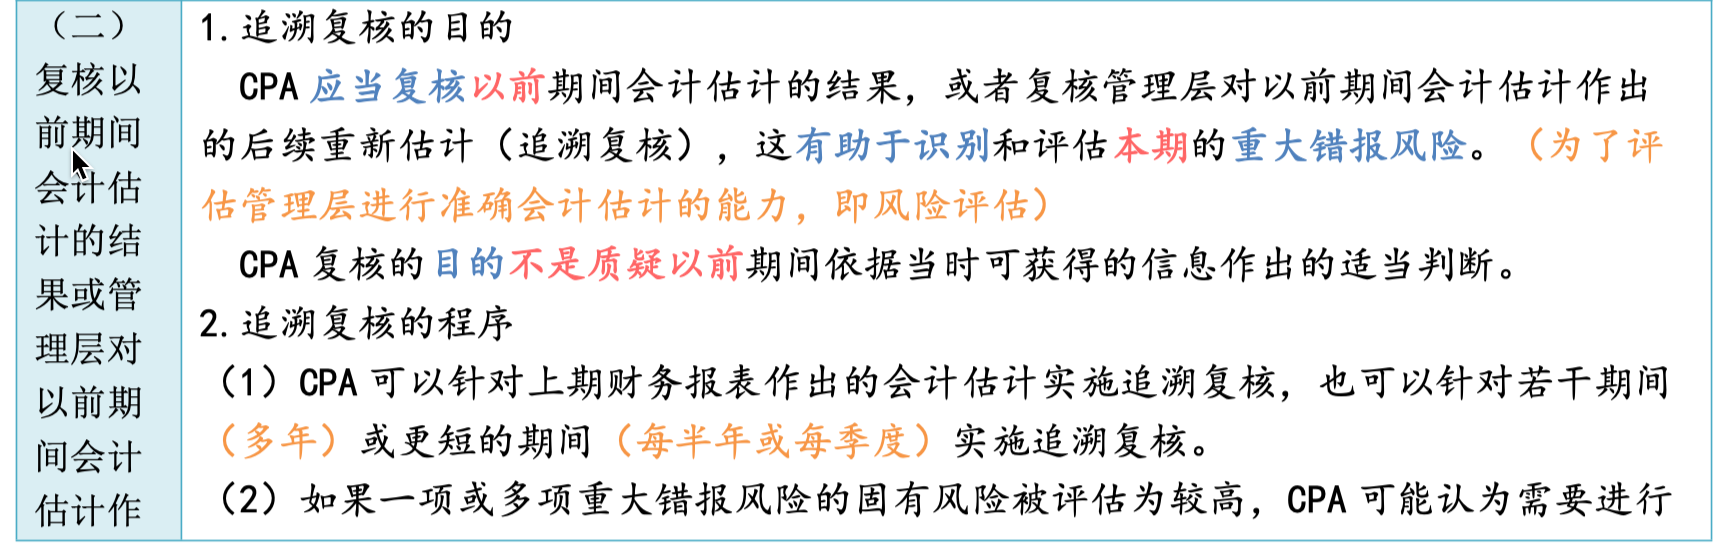 （二）
复核以
前期间
会计估
计的结
果或管
理层对
以前期
间会计
估计作
1.追溯复核的目的
CPA 应当复核以前期间会计估计的结果，或者复核管理层对以前期间会计估计作出
的后续重新估计（追溯复核），这有助于识别和评估本期的重大错报风险。（为了评
估管理层进行准确会计估计的能力，即风险评估）
CPA 复核的目的不是质疑以前期间依据当时可获得的信息作出的适当判断。
2.追溯复核的程序
（1）CPA 可以针对上期财务报表作出的会计估计实施追溯复核，也可以针对若干期间
（多年）或更短的期间（每半年或每季度）实施追溯复核。
（2）如果一项或多项重大错报风险的固有风险被评估为较高，CPA 可能认为需要进行